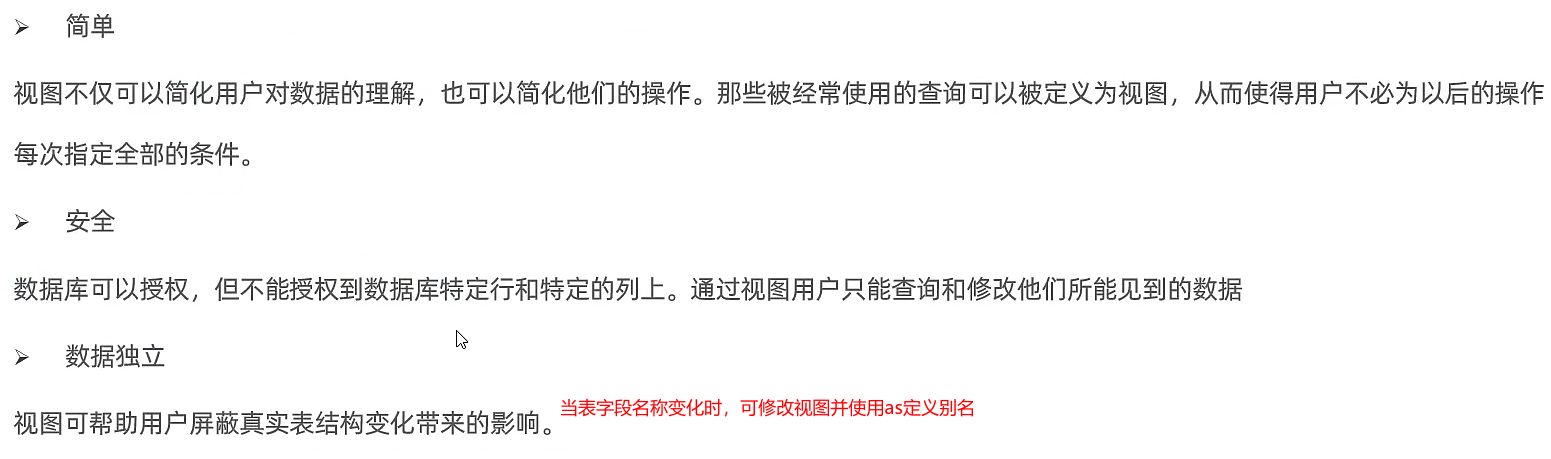 ➢ 简单
视图不仅可以简化用户对数据的理解，也可以简化他们的操作。那些被经常使用的查询可以被定义为视图，从而使得用户不必为以后的操作
每次指定全部的条件。
➢ 安全
数据库可以授权，但不能授权到数据库特定行和特定的列上。通过视图用户只能查询和修改他们所能见到的数据
➢ 数据独立
视图可帮助用户屏蔽真实表结构变化带来的影响。当表字段名称变化时，可修改视图并使用as定义别名